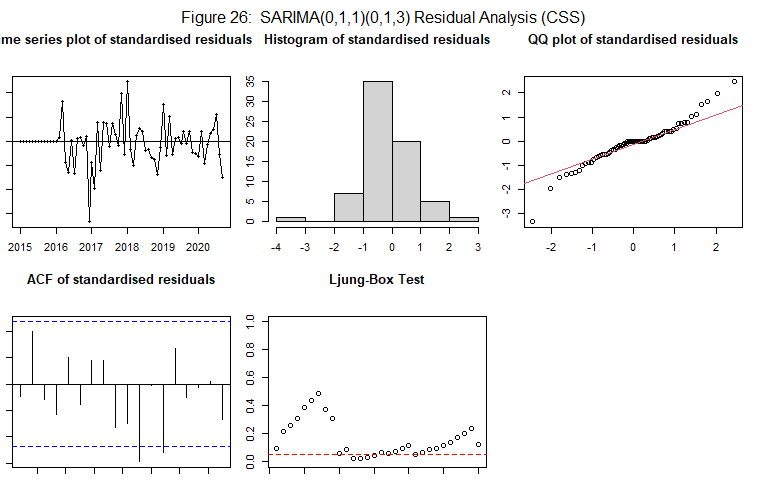 Figure 26: SARIMA(0,1,1)(0,1,3) Residual Analysis (CSS)
ime series plot of standardised residuals
Histogram of standardised residuals
QQ plot of standardised residuals
2015 2016 2017 2018 2019 2020
0 5 10 15 20 25 30 35
-4 -3 -2 -1 0 1 2 3
-3 -2 -1 0 1 2
-2 -1 0 1 2
ACF of standardised residuals
Ljung-Box Test
0.0 0.2 0.4 0.6 0.8 1.0